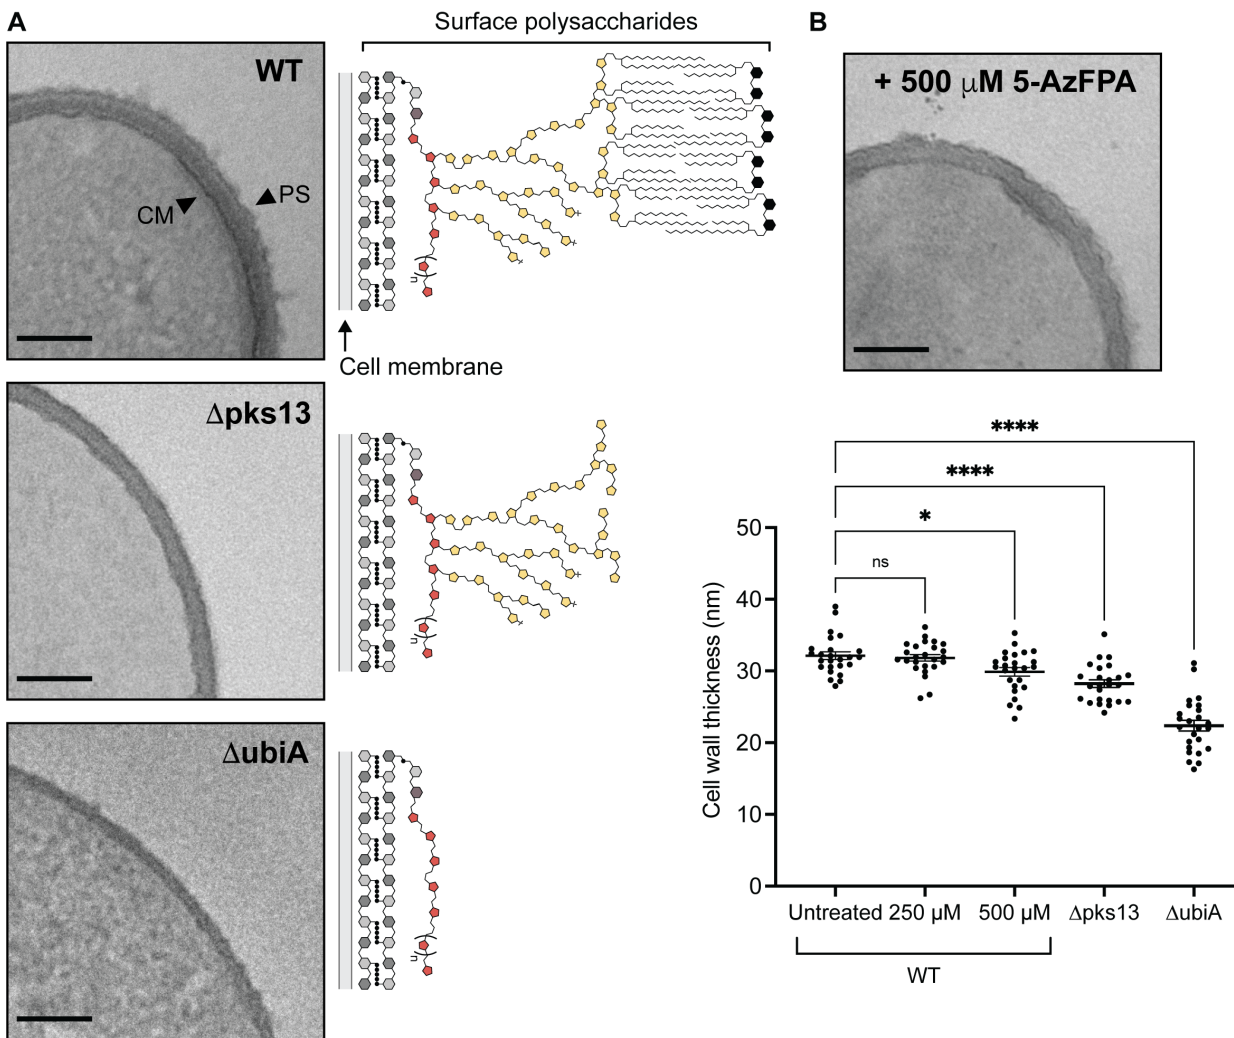 A
Surface polysaccharides
WT
CM
PS
n
Cell membrane
Δpks13
n
ΔubiA
n
B
+ 500 μM 5-AzFPA
****
****
*
ns
Cell wall thickness (nm)
50
40
30
20
10
0
Untreated 250 μM 500 μM Δpks13 ΔubiA
WT